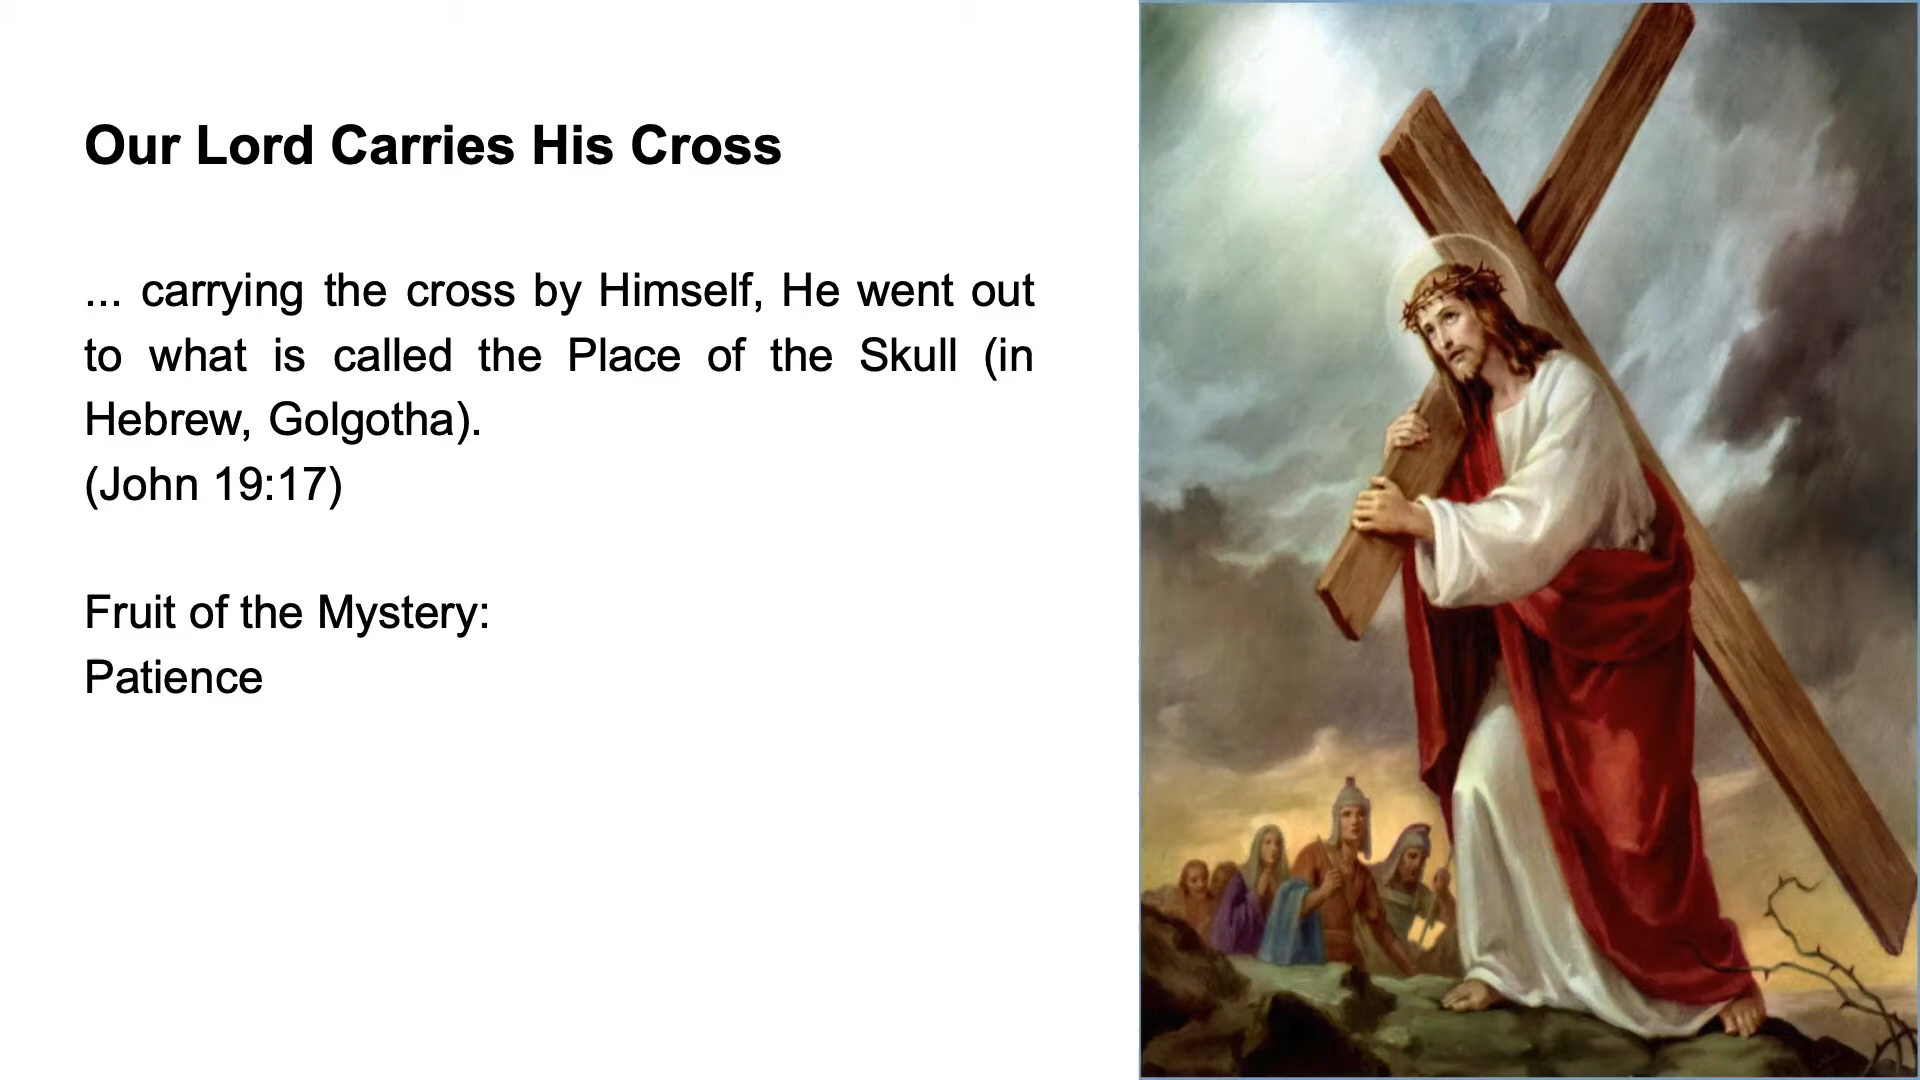 Our Lord Carries His Cross
... carrying the cross by Himself, He went out
to what is called the Place of the Skull (in
Hebrew, Golgotha).
(John 19:17)
Fruit of the Mystery:
Patience